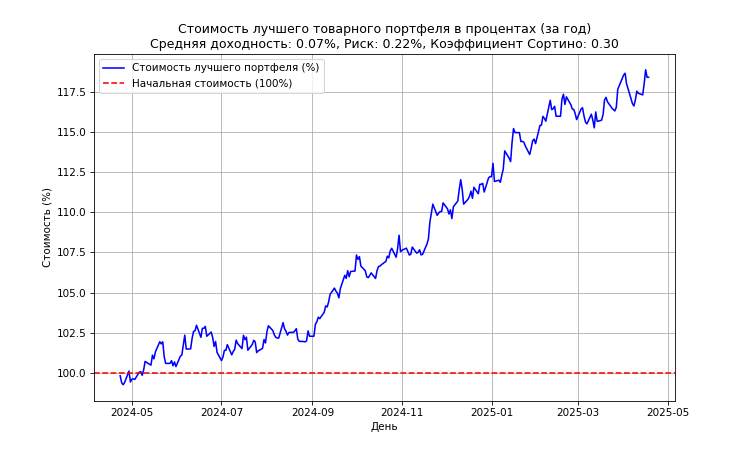 Стоимость лучшего товарного портфеля в процентах (за год)
Средняя доходность: 0.07%, Риск: 0.22%, Коэффициент Сортино: 0.30
Стоимость лучшего портфеля (%)
Начальная стоимость (100%)
Стоимость (%)
117.5
115.0
112.5
110.0
107.5
105.0
102.5
100.0
2024-05
2024-07
2024-09
2024-11
2025-01
2025-03
2025-05
День